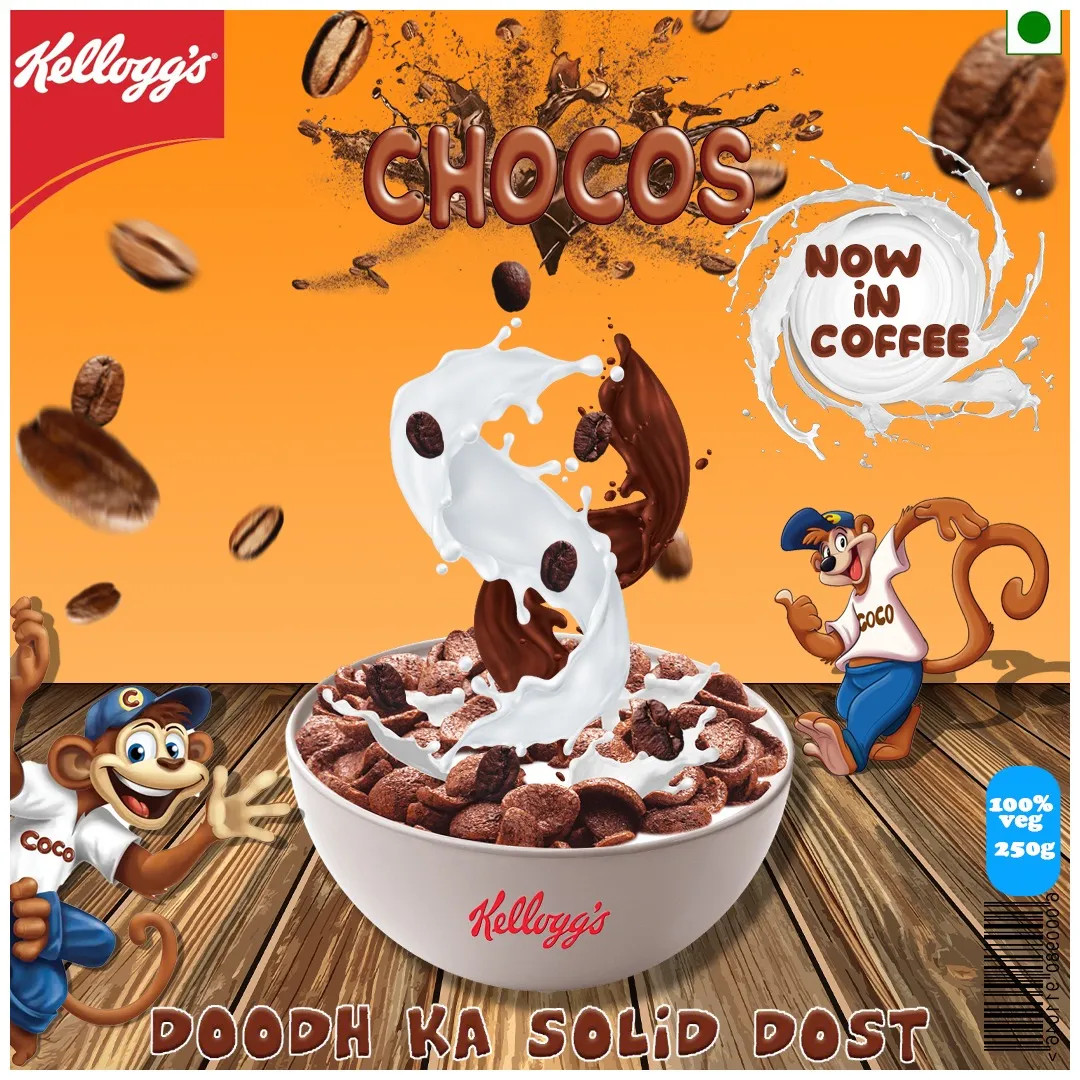 Kellogg's
CHOCOS
NOW
iN
COFFEE
COCO
C
COCO
100%
veg
250g
Kellogg's
DOODH KA SOLiD DOST